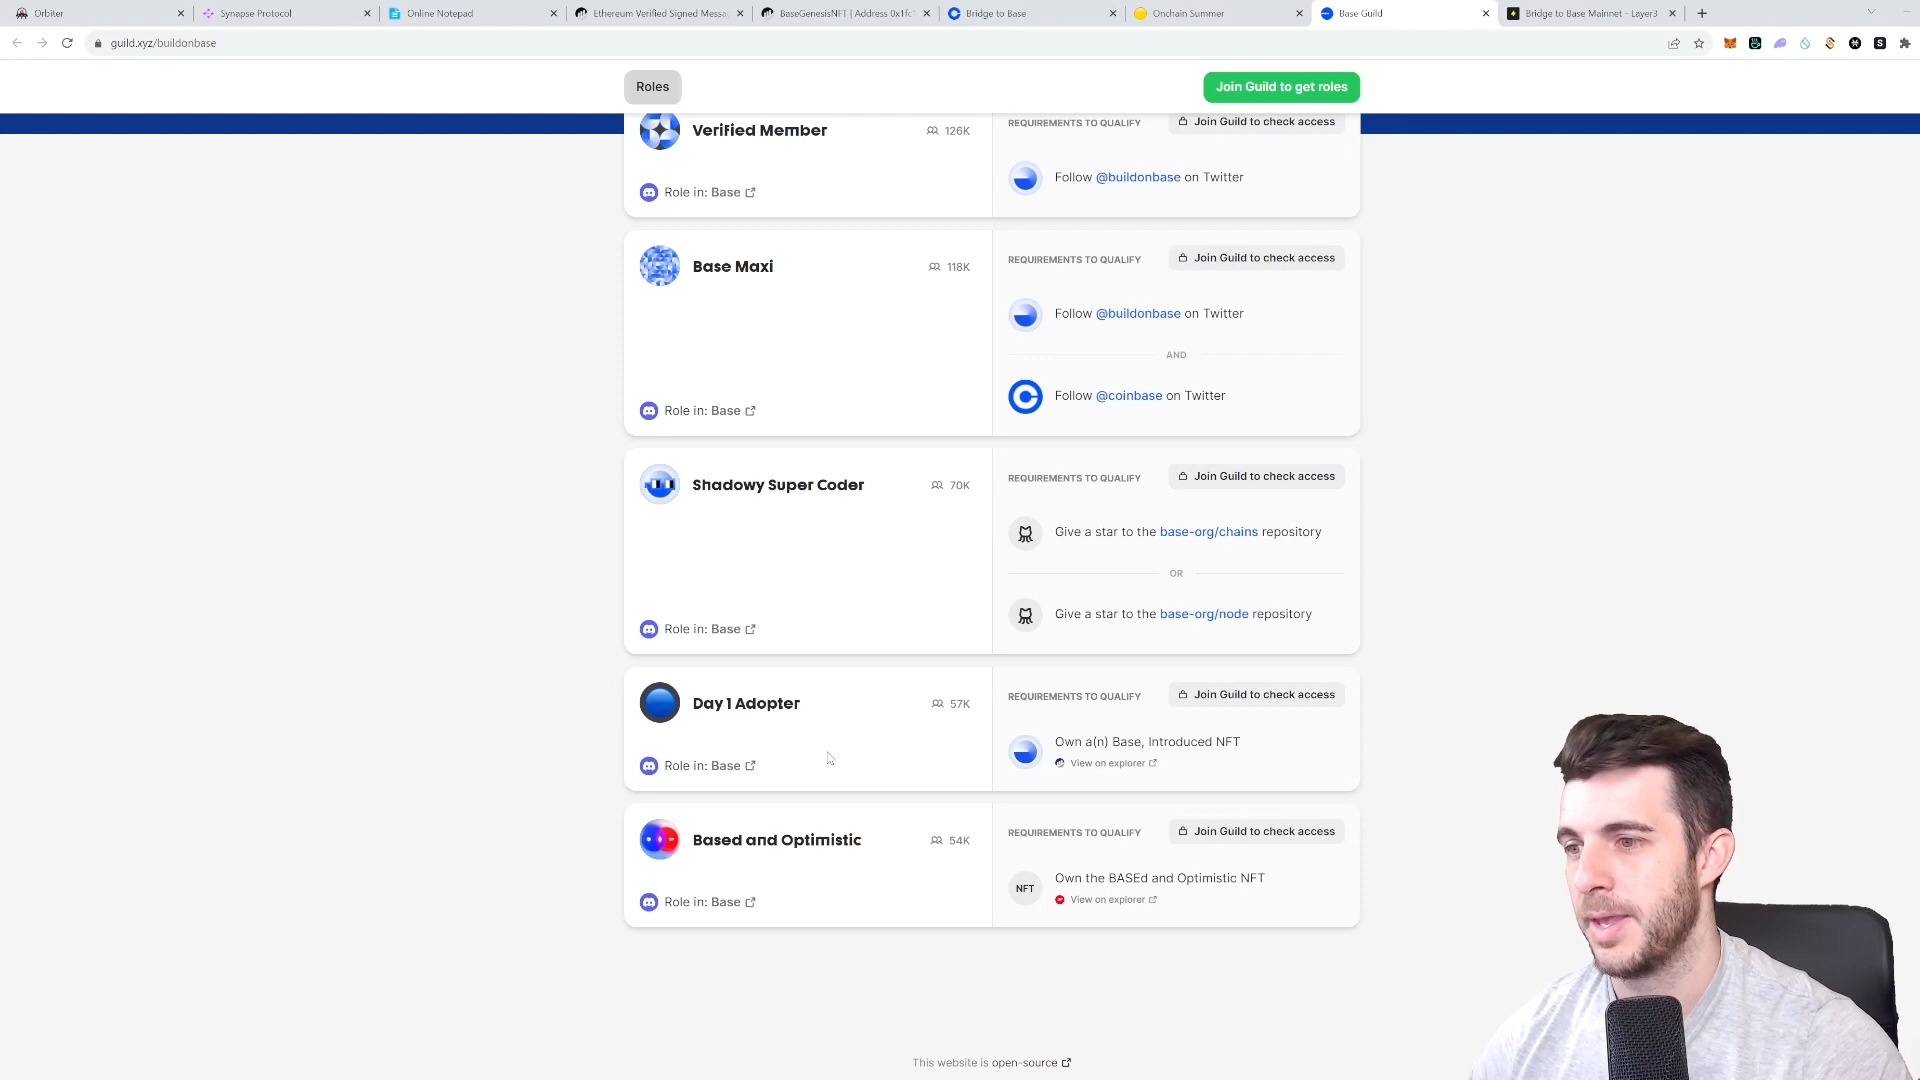 Orbiter
Synapse Protocol
Online Notepad
Ethereum Verified Signed Messa
BaseGenesisNFT | Address 0x1fc
Bridge to Base
Onchain Summer
Base Guild
Bridge to Base Mainnet - Layer3
guild.xyz/buildonbase
Roles
Join Guild to get roles
Verified Member
126K
REQUIREMENTS TO QUALIFY
Join Guild to check access
Follow @buildonbase on Twitter
Role in: Base
Base Maxi
118K
REQUIREMENTS TO QUALIFY
Join Guild to check access
Follow @buildonbase on Twitter
AND
Follow @coinbase on Twitter
Role in: Base
Shadowy Super Coder
70K
REQUIREMENTS TO QUALIFY
Join Guild to check access
Give a star to the base-org/chains repository
OR
Give a star to the base-org/node repository
Role in: Base
Day 1 Adopter
57K
REQUIREMENTS TO QUALIFY
Join Guild to check access
Own a(n) Base, Introduced NFT
View on explorer
Role in: Base
Based and Optimistic
54K
REQUIREMENTS TO QUALIFY
Join Guild to check access
NFT
Own the BASEd and Optimistic NFT
View on explorer
Role in: Base
This website is open-source